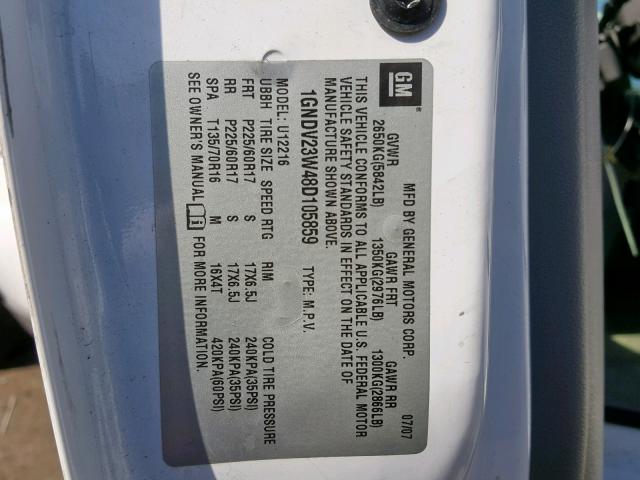 GM
MFD BY GENERAL MOTORS CORP. 07/07
GVWR GAWR FRT GAWR RR
2650KG(5842LB) 1350KG(2976LB) 1300KG(2866LB)
THIS VEHICLE CONFORMS TO ALL APPLICABLE U.S. FEDERAL MOTOR
VEHICLE SAFETY STANDARDS IN EFFECT ON THE DATE OF
MANUFACTURE SHOWN ABOVE.
1GNDV23W48D105859 TYPE: M.P.V.
MODEL: U12216
UBBH TIRE SIZE SPEED RTG RIM COLD TIRE PRESSURE
FRT P225/60R17 S 17X6.5J 240KPA(35PSI)
RR P225/60R17 S 17X6.5J 240KPA(35PSI)
SPA T135/70R16 M 16X4T 420KPA(60PSI)
SEE OWNER'S MANUAL FOR MORE INFORMATION.